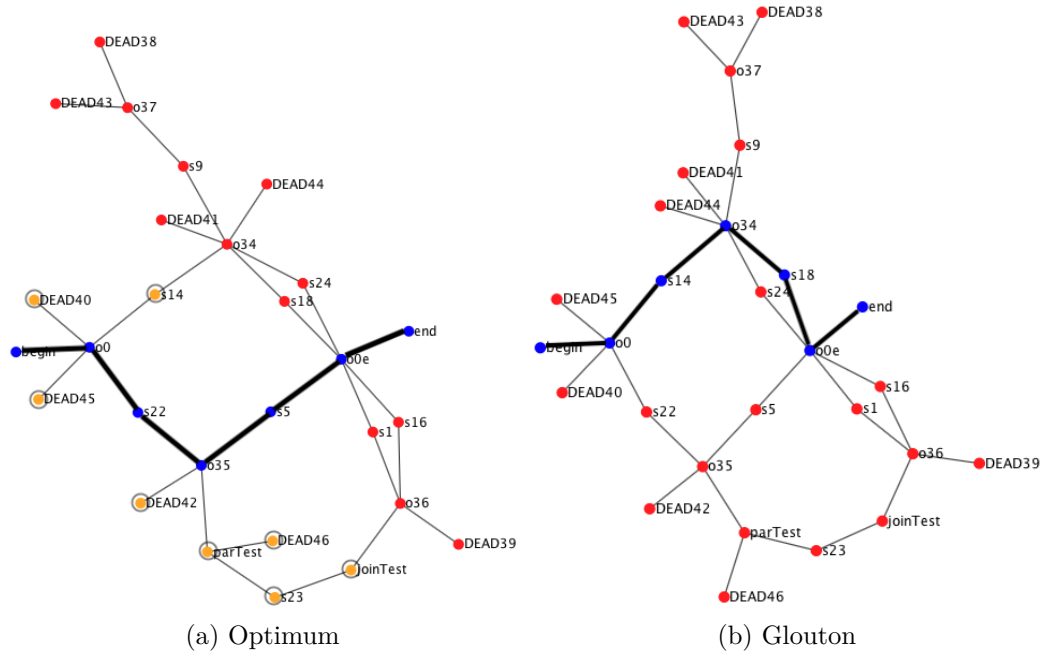 DEAD38
DEAD43
o37
s9
DEAD44
DEAD41
o34
s24
s14
s18
DEAD40
end
o0
begin
o0e
DEAD45
s22
s5
s16
s1
o35
DEAD42
o36
DEAD46
DEAD39
parTest
joinTest
s23
(a) Optimum
DEAD38
DEAD43
o37
s9
DEAD41
DEAD44
o34
s18
s14
s24
DEAD45
end
o0
begin
o0e
DEAD40
s16
s22
s5
s1
o36
o35
DEAD39
DEAD42
joinTest
parTest
s23
DEAD46
(b) Glouton